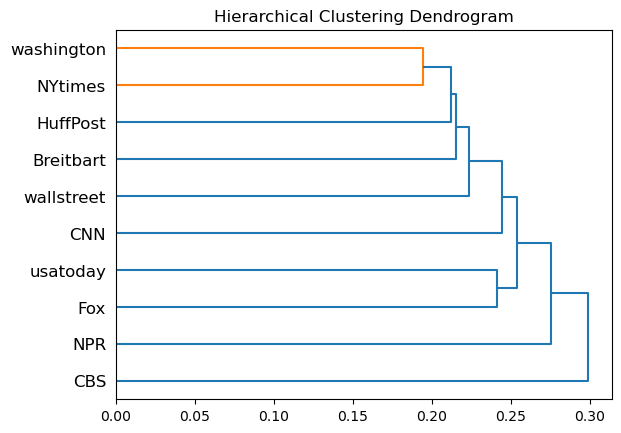 Hierarchical Clustering Dendrogram
washington
NYtimes
HuffPost
Breitbart
wallstreet
CNN
usatoday
Fox
NPR
CBS
0.00 0.05 0.10 0.15 0.20 0.25 0.30